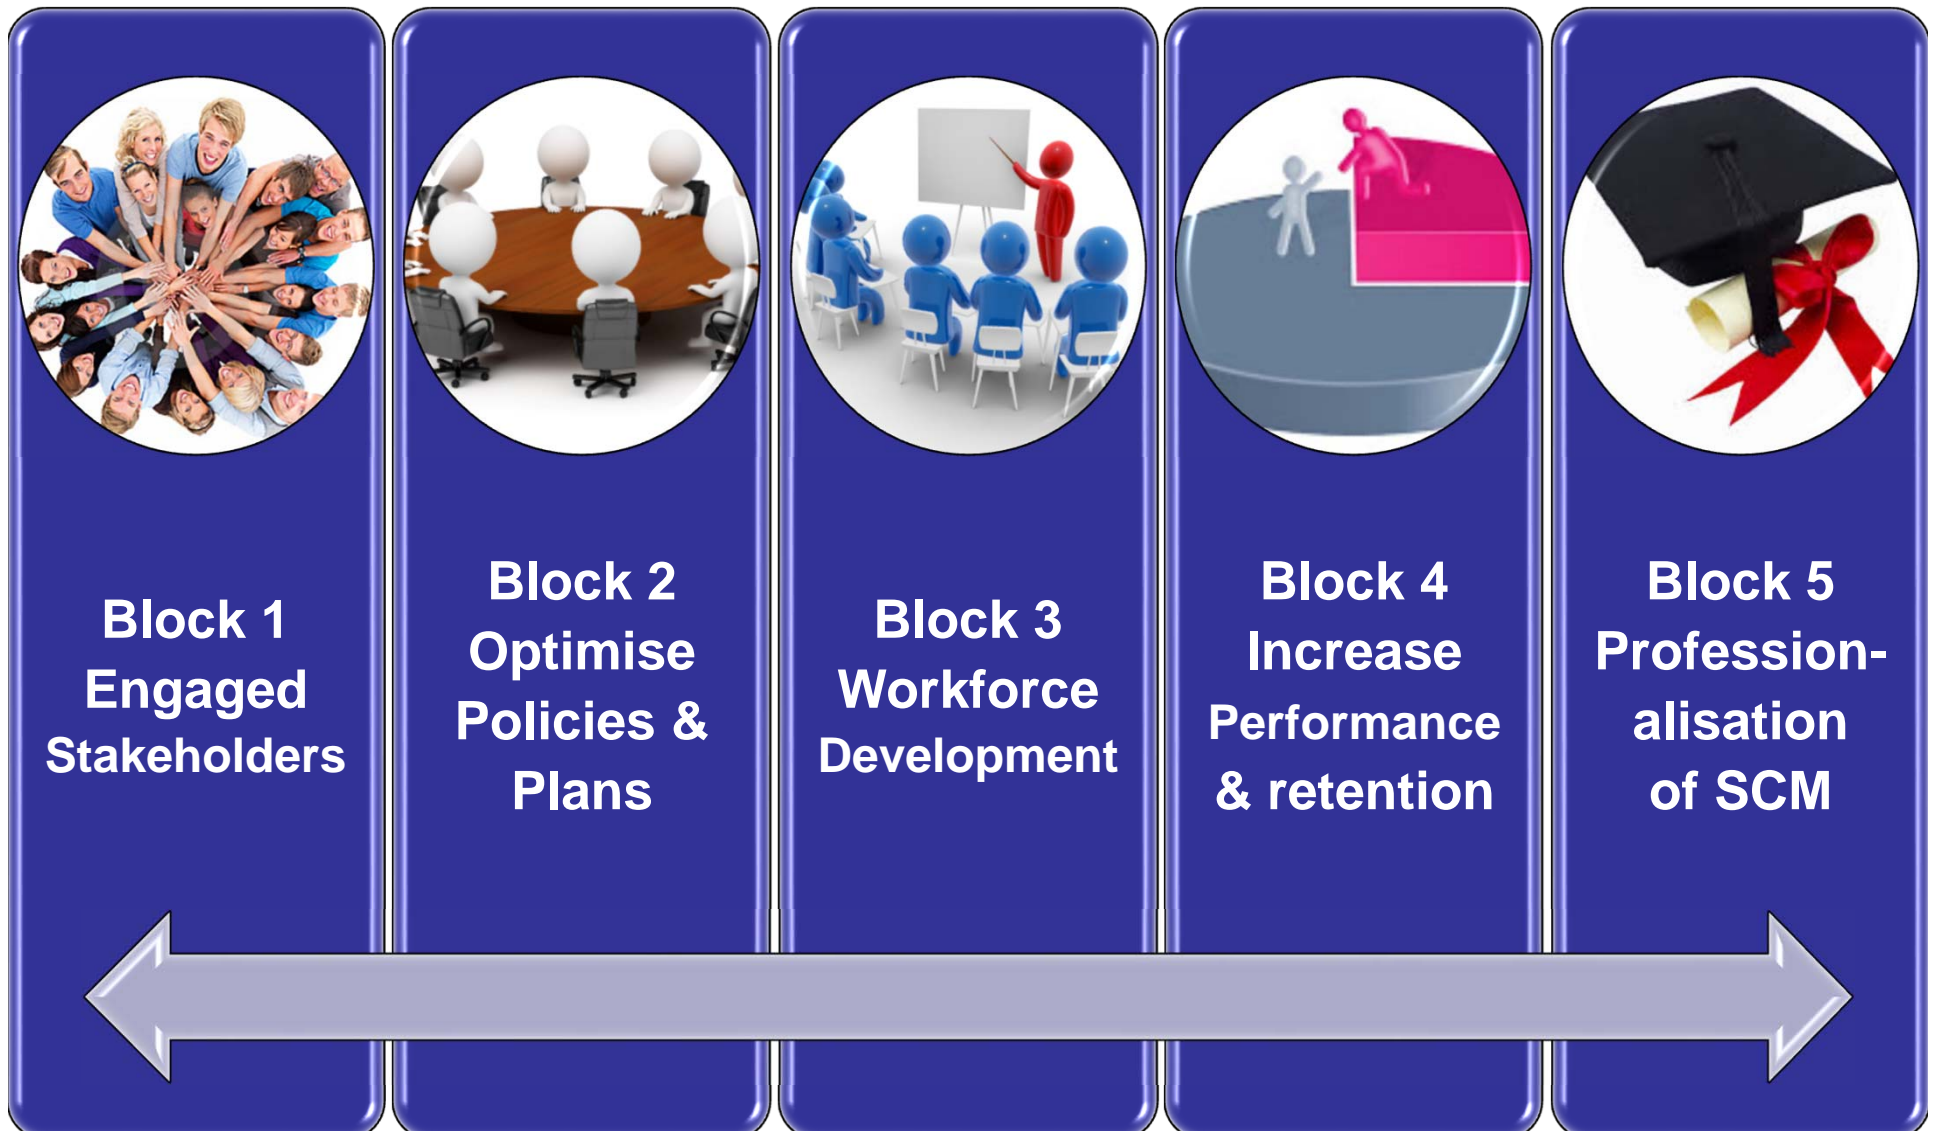 Block 1
Engaged
Stakeholders
Block 2
Optimise
Policies &
Plans
Block 3
Workforce
Development
Block 4
Increase
Performance
& retention
Block 5
Profession-
alisation
of SCM